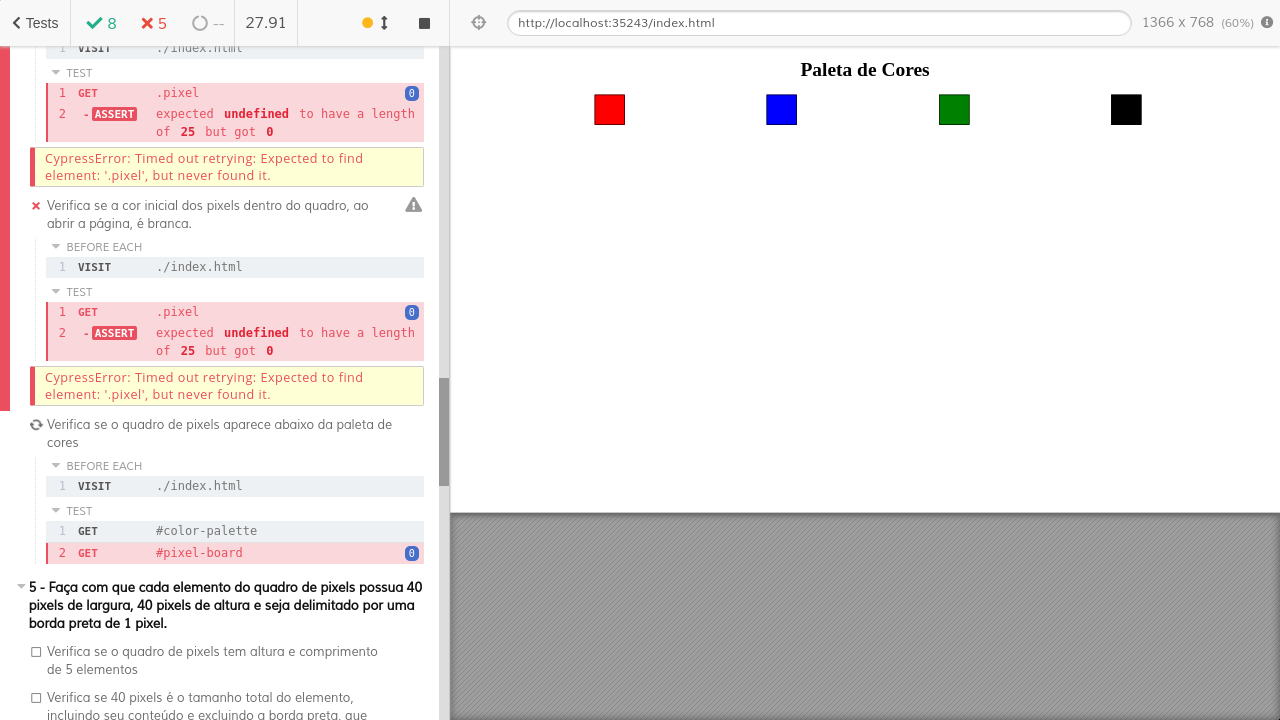 Tests 8 5 -- 27.91
http://localhost:35243/index.html 1366 x 768 (60%)
1 VISIT ./index.html
TEST
1 GET .pixel 0
2 -ASSERT expected undefined to have a length
of 25 but got 0
CypressError: Timed out retrying: Expected to find
element: '.pixel', but never found it.
Verifica se a cor inicial dos pixels dentro do quadro, ao
abrir a página, é branca.
BEFORE EACH
1 VISIT ./index.html
TEST
1 GET .pixel 0
2 -ASSERT expected undefined to have a length
of 25 but got 0
CypressError: Timed out retrying: Expected to find
element: '.pixel', but never found it.
Verifica se o quadro de pixels aparece abaixo da paleta de
cores
BEFORE EACH
1 VISIT ./index.html
TEST
1 GET #color-palette
2 GET #pixel-board 0
5 - Faça com que cada elemento do quadro de pixels possua 40
pixels de largura, 40 pixels de altura e seja delimitado por uma
borda preta de 1 pixel.
Verifica se o quadro de pixels tem altura e comprimento
de 5 elementos
Verifica se 40 pixels é o tamanho total do elemento,
incluindo seu conteúdo e excluindo a borda preta, que
Paleta de Cores